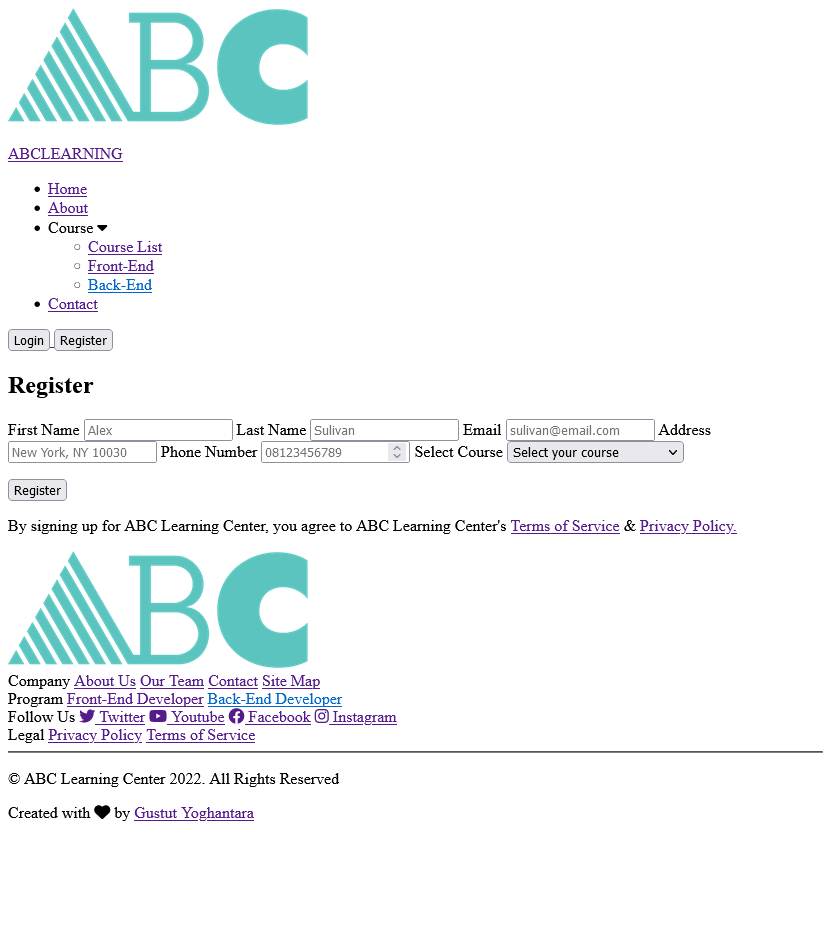 ABC
ABCLEARNING
Home
About
Course
Course List
Front-End
Back-End
Contact
Login Register
Register
First Name Alex Last Name Sulivan Email sulivan@email.com Address
New York, NY 10030 Phone Number 08123456789 Select Course Select your course
Register
By signing up for ABC Learning Center, you agree to ABC Learning Center's Terms of Service & Privacy Policy.
ABC
Company About Us Our Team Contact Site Map
Program Front-End Developer Back-End Developer
Follow Us Twitter Youtube Facebook Instagram
Legal Privacy Policy Terms of Service
© ABC Learning Center 2022. All Rights Reserved
Created with ❤ by Gustut Yoghantara